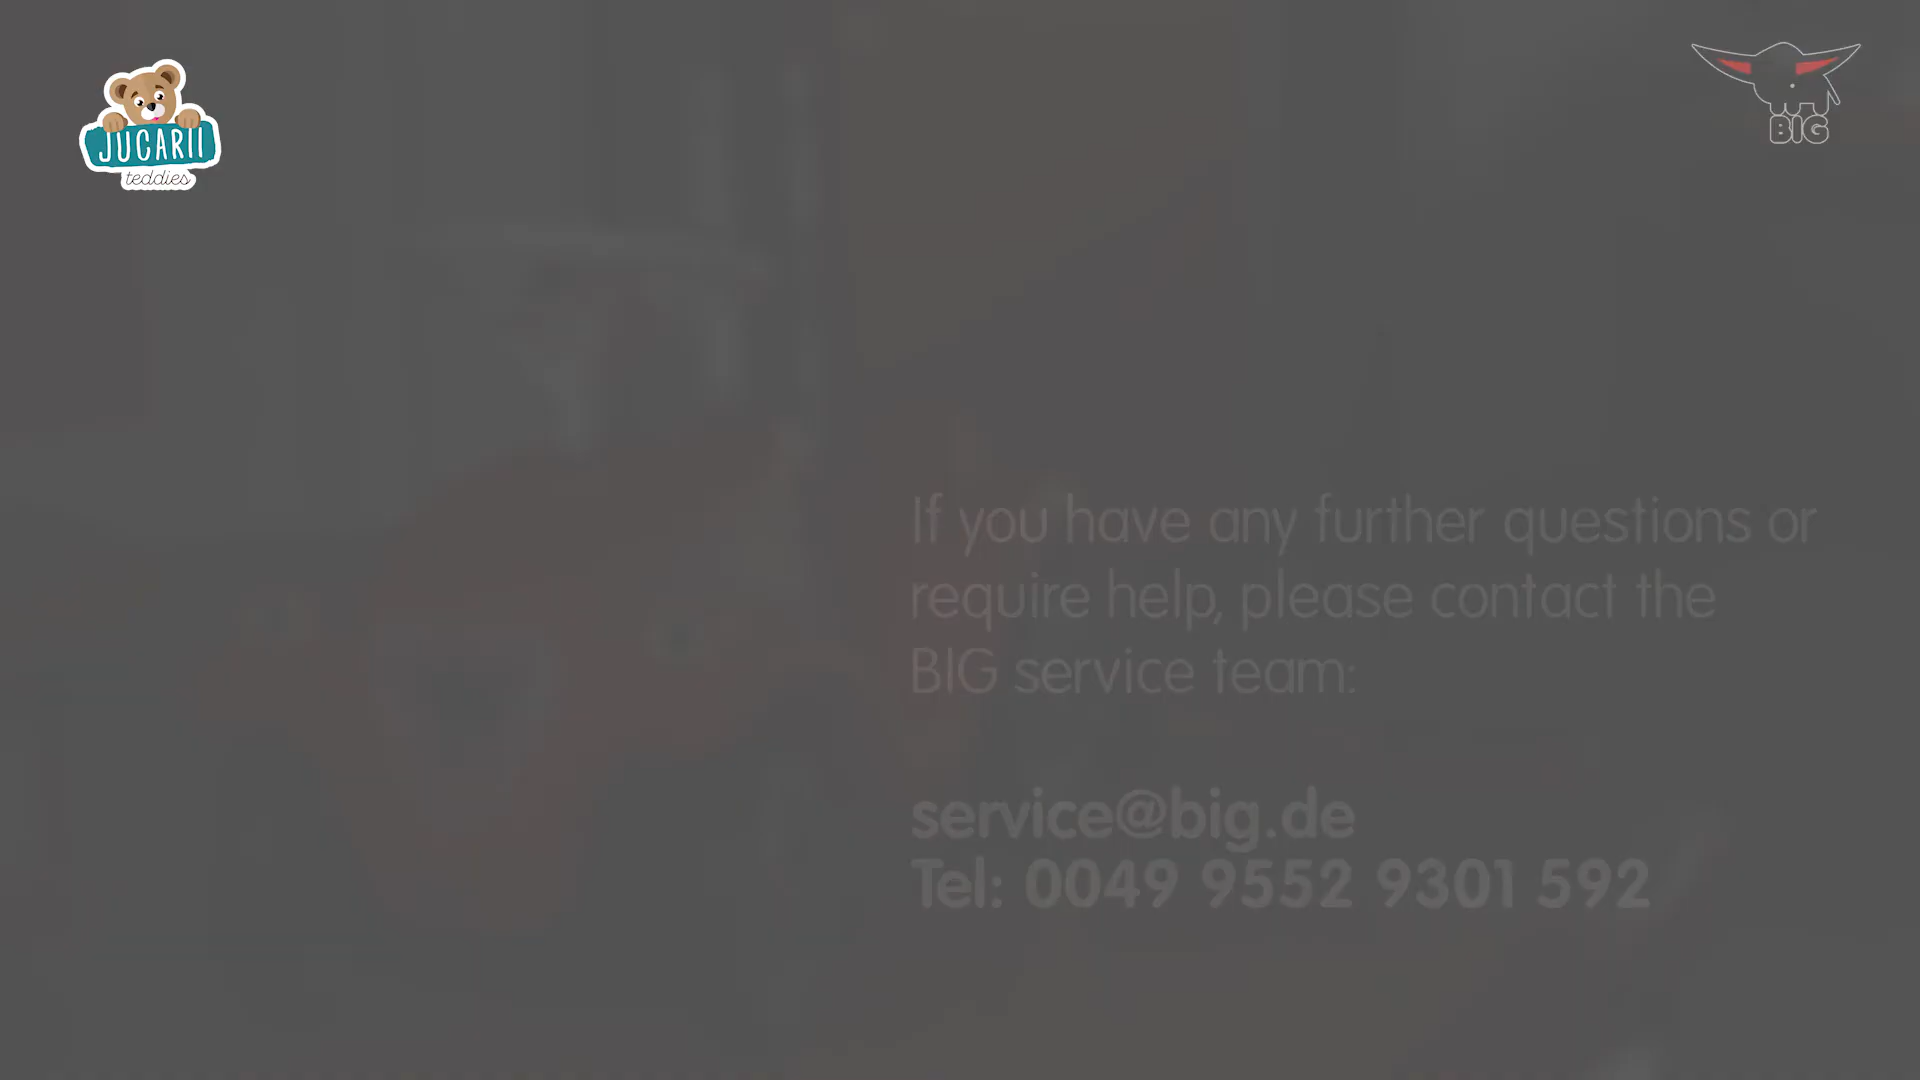 JUCARII
teddies
BIG
If you have any further questions or
require help, please contact the
BIG service team:
service@big.de
Tel: 0049 9552 9301 592